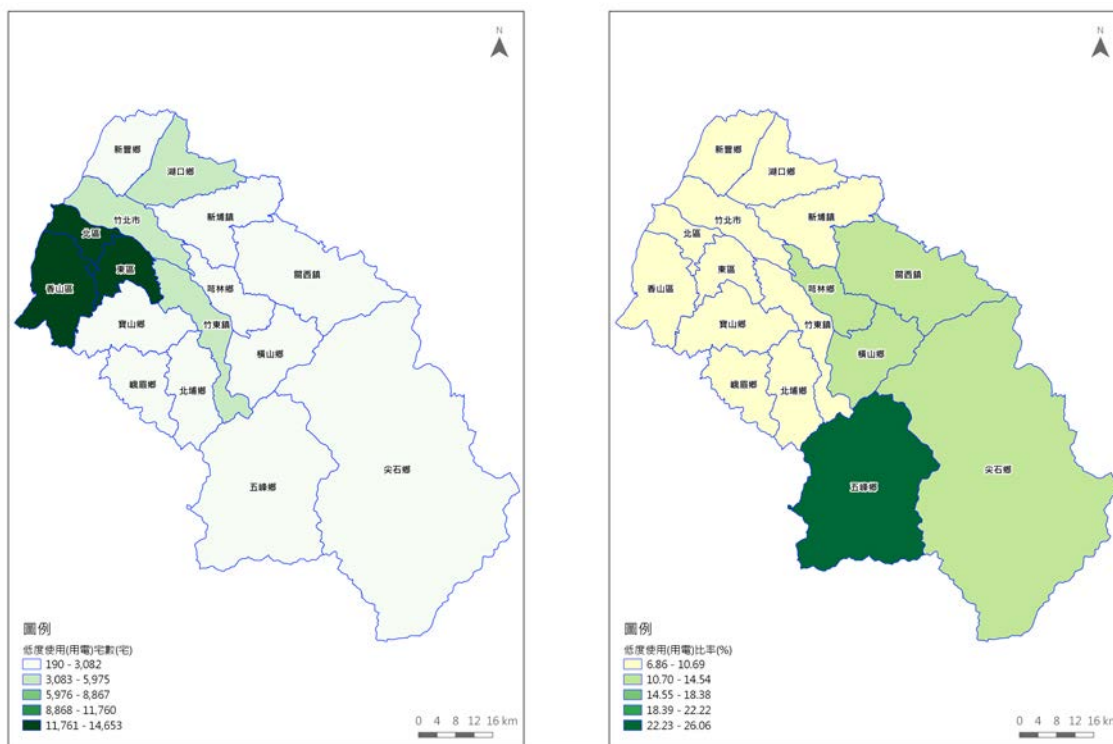 N
新豐鄉
湖口鄉
新埔鎮
竹北市
北區
東區
關西鎮
香山區
芎林鄉
寶山鄉
竹東鎮
橫山鄉
峨眉鄉
北埔鄉
尖石鄉
五峰鄉
圖例
低度使用(用電)宅數(宅)
190 - 3,082
3,083 - 5,975
5,976 - 8,867
8,868 - 11,760
11,761 - 14,653
0 4 8 12 16 km
N
新豐鄉
湖口鄉
新埔鎮
竹北市
北區
東區
關西鎮
香山區
芎林鄉
寶山鄉
竹東鎮
橫山鄉
峨眉鄉
北埔鄉
尖石鄉
五峰鄉
圖例
低度使用(用電)比率(%)
6.86 - 10.69
10.70 - 14.54
14.55 - 18.38
18.39 - 22.22
22.23 - 26.06
0 4 8 12 16 km